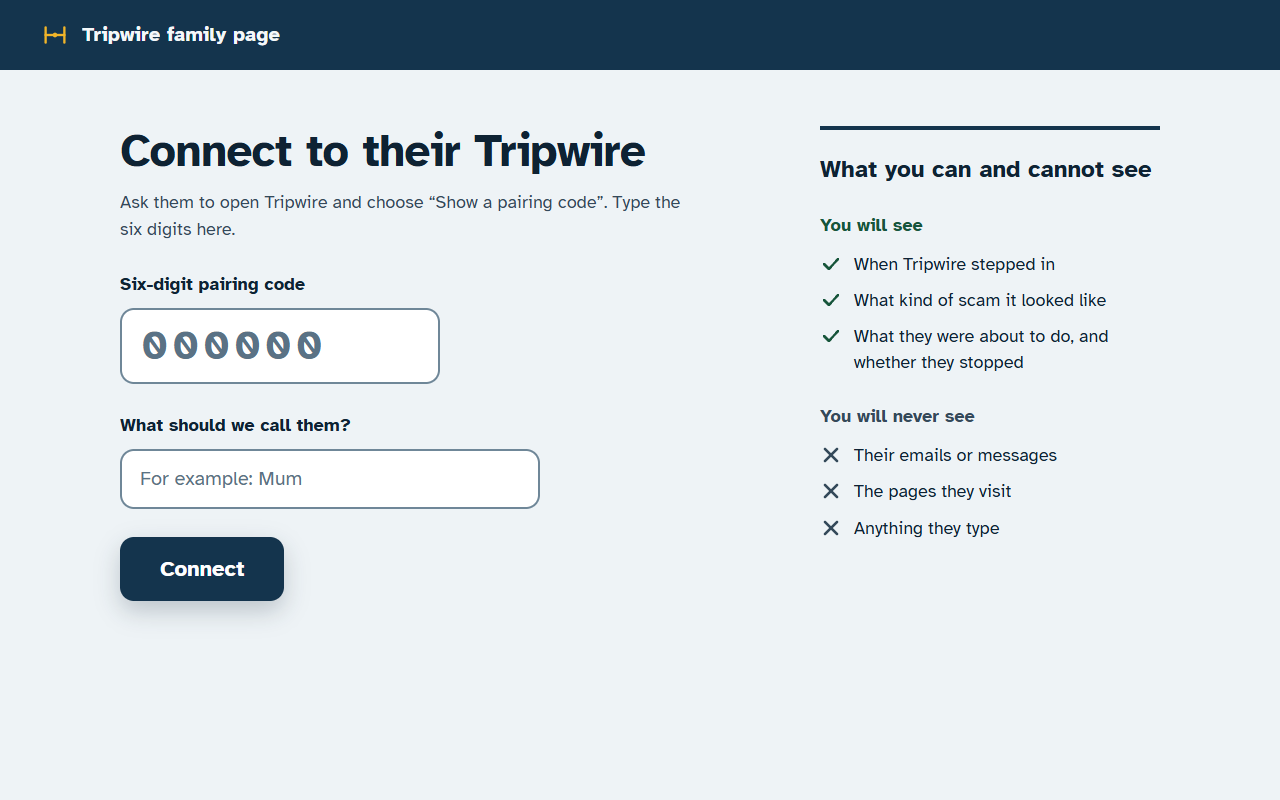 Tripwire family page
Connect to their Tripwire
Ask them to open Tripwire and choose “Show a pairing code”. Type the
six digits here.
Six-digit pairing code
000000
What should we call them?
For example: Mum
Connect
What you can and cannot see
You will see
When Tripwire stepped in
What kind of scam it looked like
What they were about to do, and
whether they stopped
You will never see
Their emails or messages
The pages they visit
Anything they type